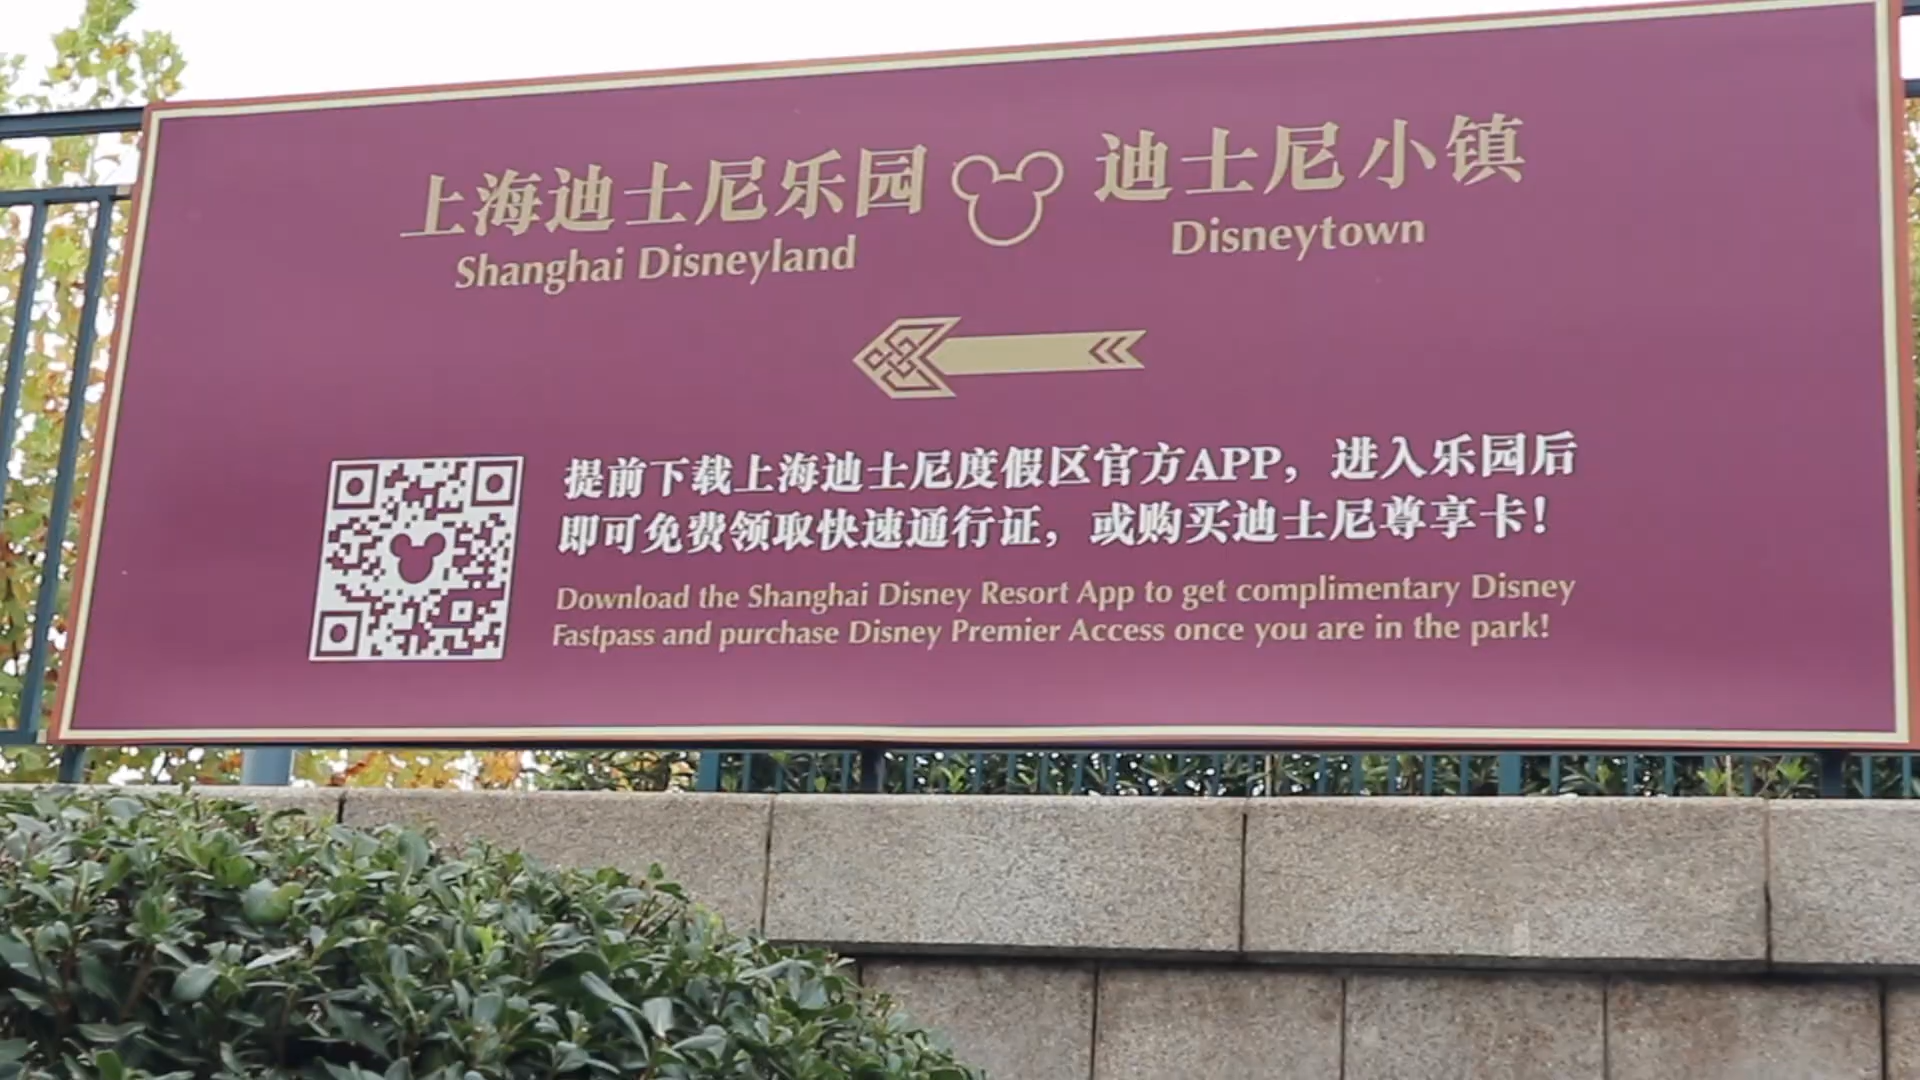 上海迪士尼乐园 迪士尼小镇
Shanghai Disneyland Disneytown
提前下载上海迪士尼度假区官方APP，进入乐园后
即可免费领取快速通行证，或购买迪士尼尊享卡！
Download the Shanghai Disney Resort App to get complimentary Disney
Fastpass and purchase Disney Premier Access once you are in the park!